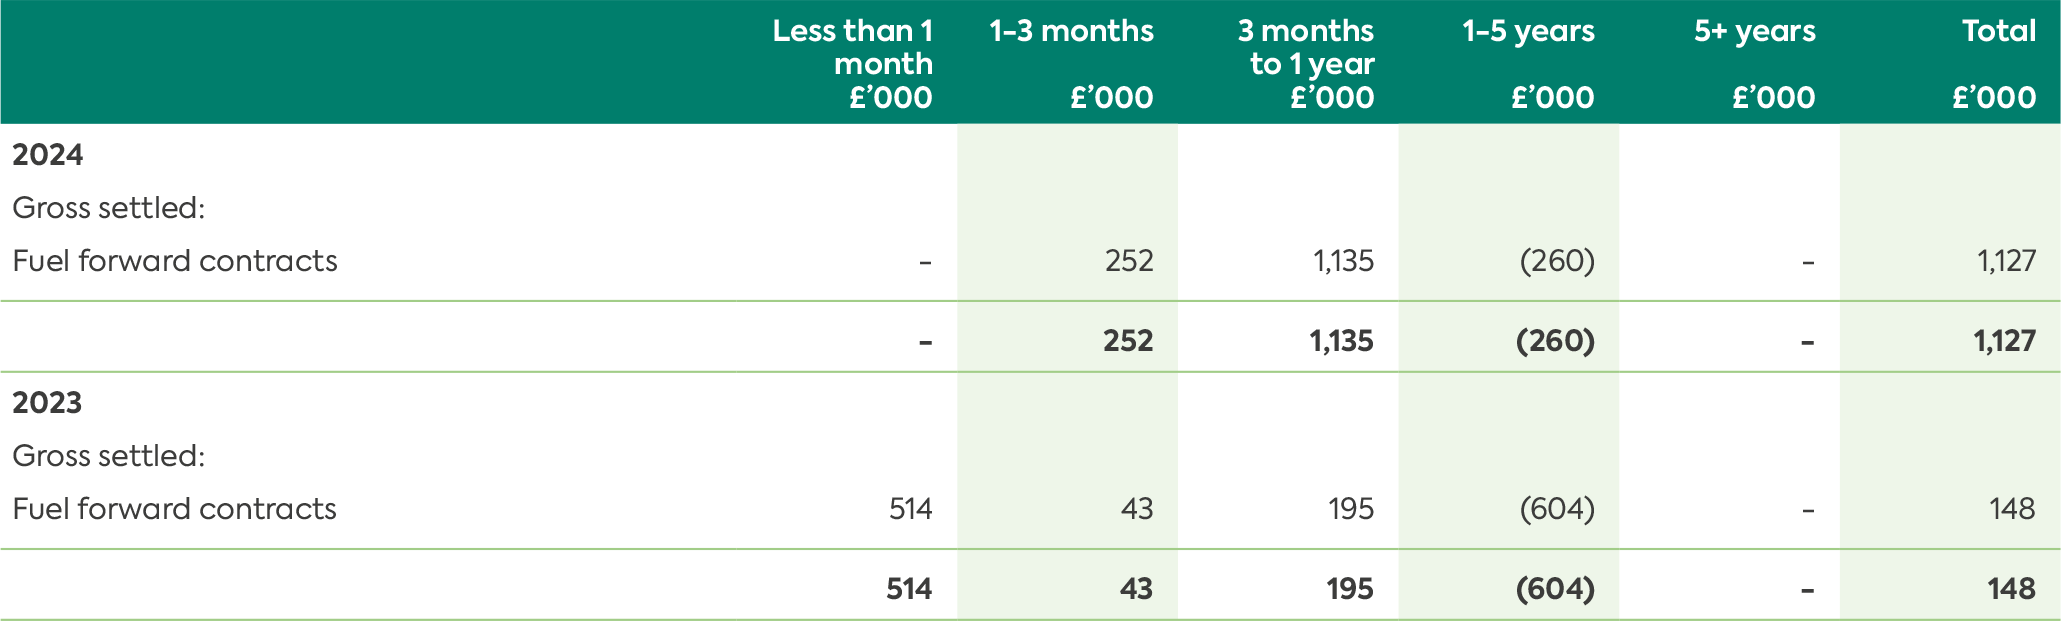 Less than 1 month £’000 1-3 months £’000 3 months to 1 year £’000 1-5 years £’000 5+ years £’000 Total £’000
2024
Gross settled:
Fuel forward contracts - 252 1,135 (260) - 1,127
- 252 1,135 (260) - 1,127
2023
Gross settled:
Fuel forward contracts 514 43 195 (604) - 148
514 43 195 (604) - 148